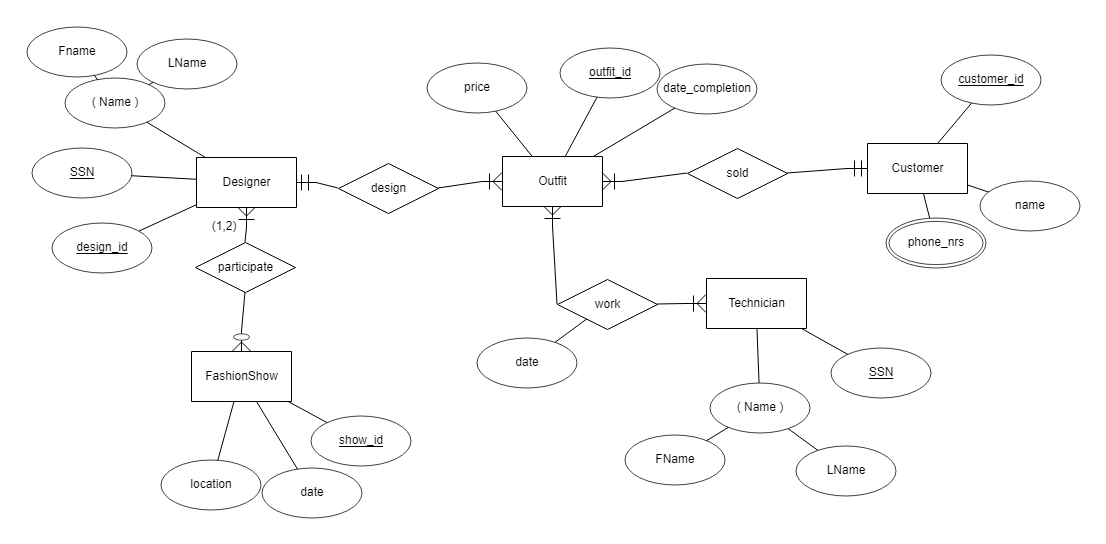 Fname
LName
( Name )
SSN
design_id
Designer
(1,2)
design
participate
FashionShow
show_id
location
date
price
outfit_id
date_completion
Outfit
sold
Customer
customer_id
name
phone_nrs
work
date
Technician
SSN
( Name )
FName
LName